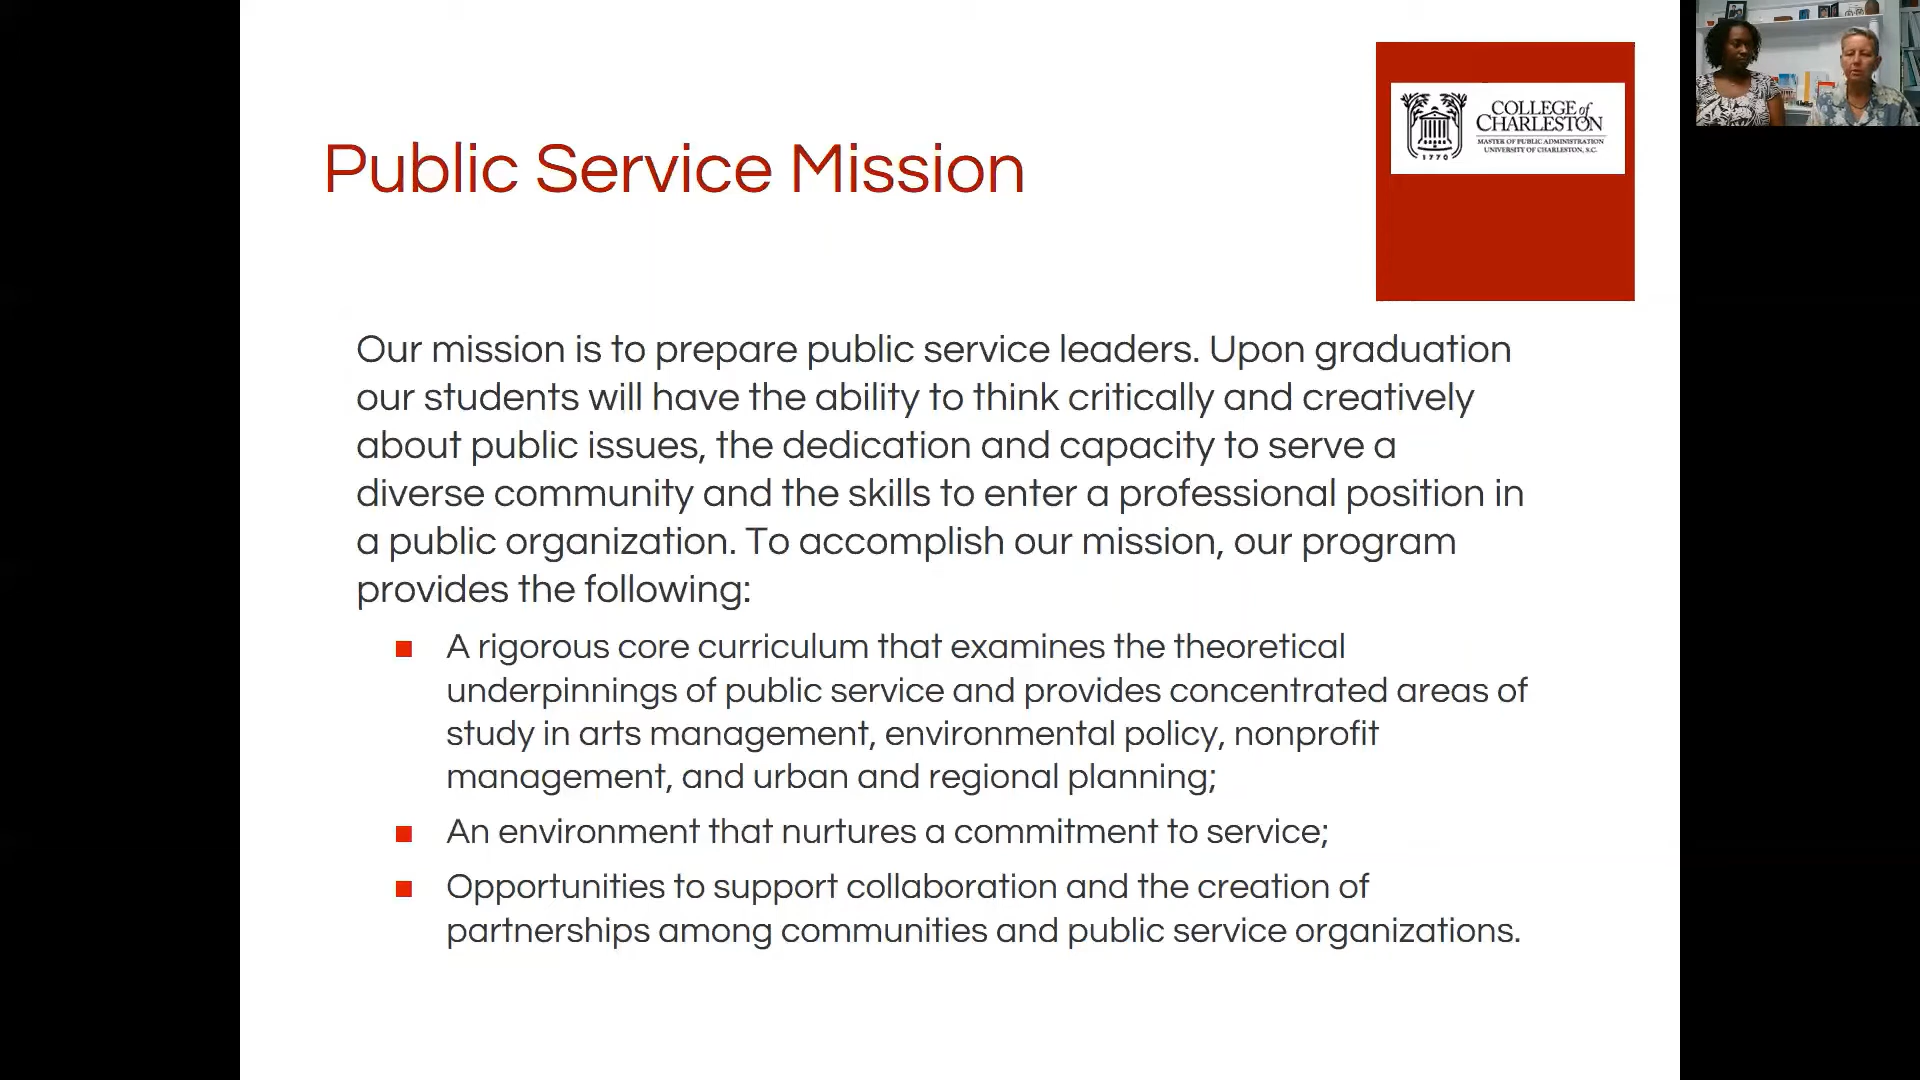 Public Service Mission
COLLEGE of
CHARLESTON
MASTER OF PUBLIC ADMINISTRATION
UNIVERSITY OF CHARLESTON, S.C.
1770
Our mission is to prepare public service leaders. Upon graduation
our students will have the ability to think critically and creatively
about public issues, the dedication and capacity to serve a
diverse community and the skills to enter a professional position in
a public organization. To accomplish our mission, our program
provides the following:
A rigorous core curriculum that examines the theoretical
underpinnings of public service and provides concentrated areas of
study in arts management, environmental policy, nonprofit
management, and urban and regional planning;
An environment that nurtures a commitment to service;
Opportunities to support collaboration and the creation of
partnerships among communities and public service organizations.